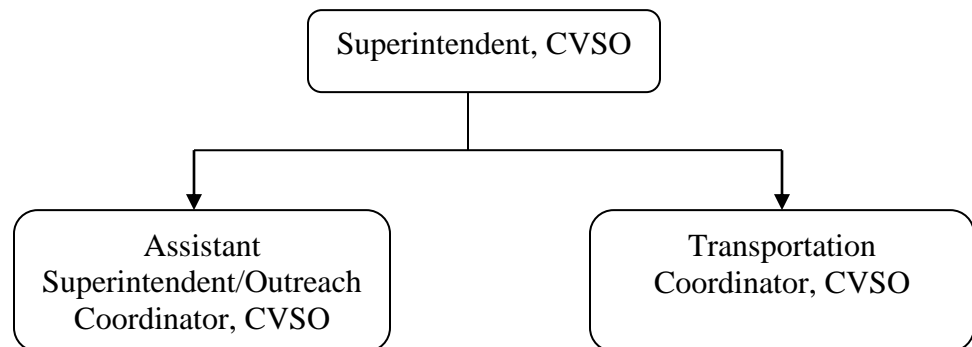 Superintendent, CVSO
Assistant
Superintendent/Outreach
Coordinator, CVSO
Transportation
Coordinator, CVSO